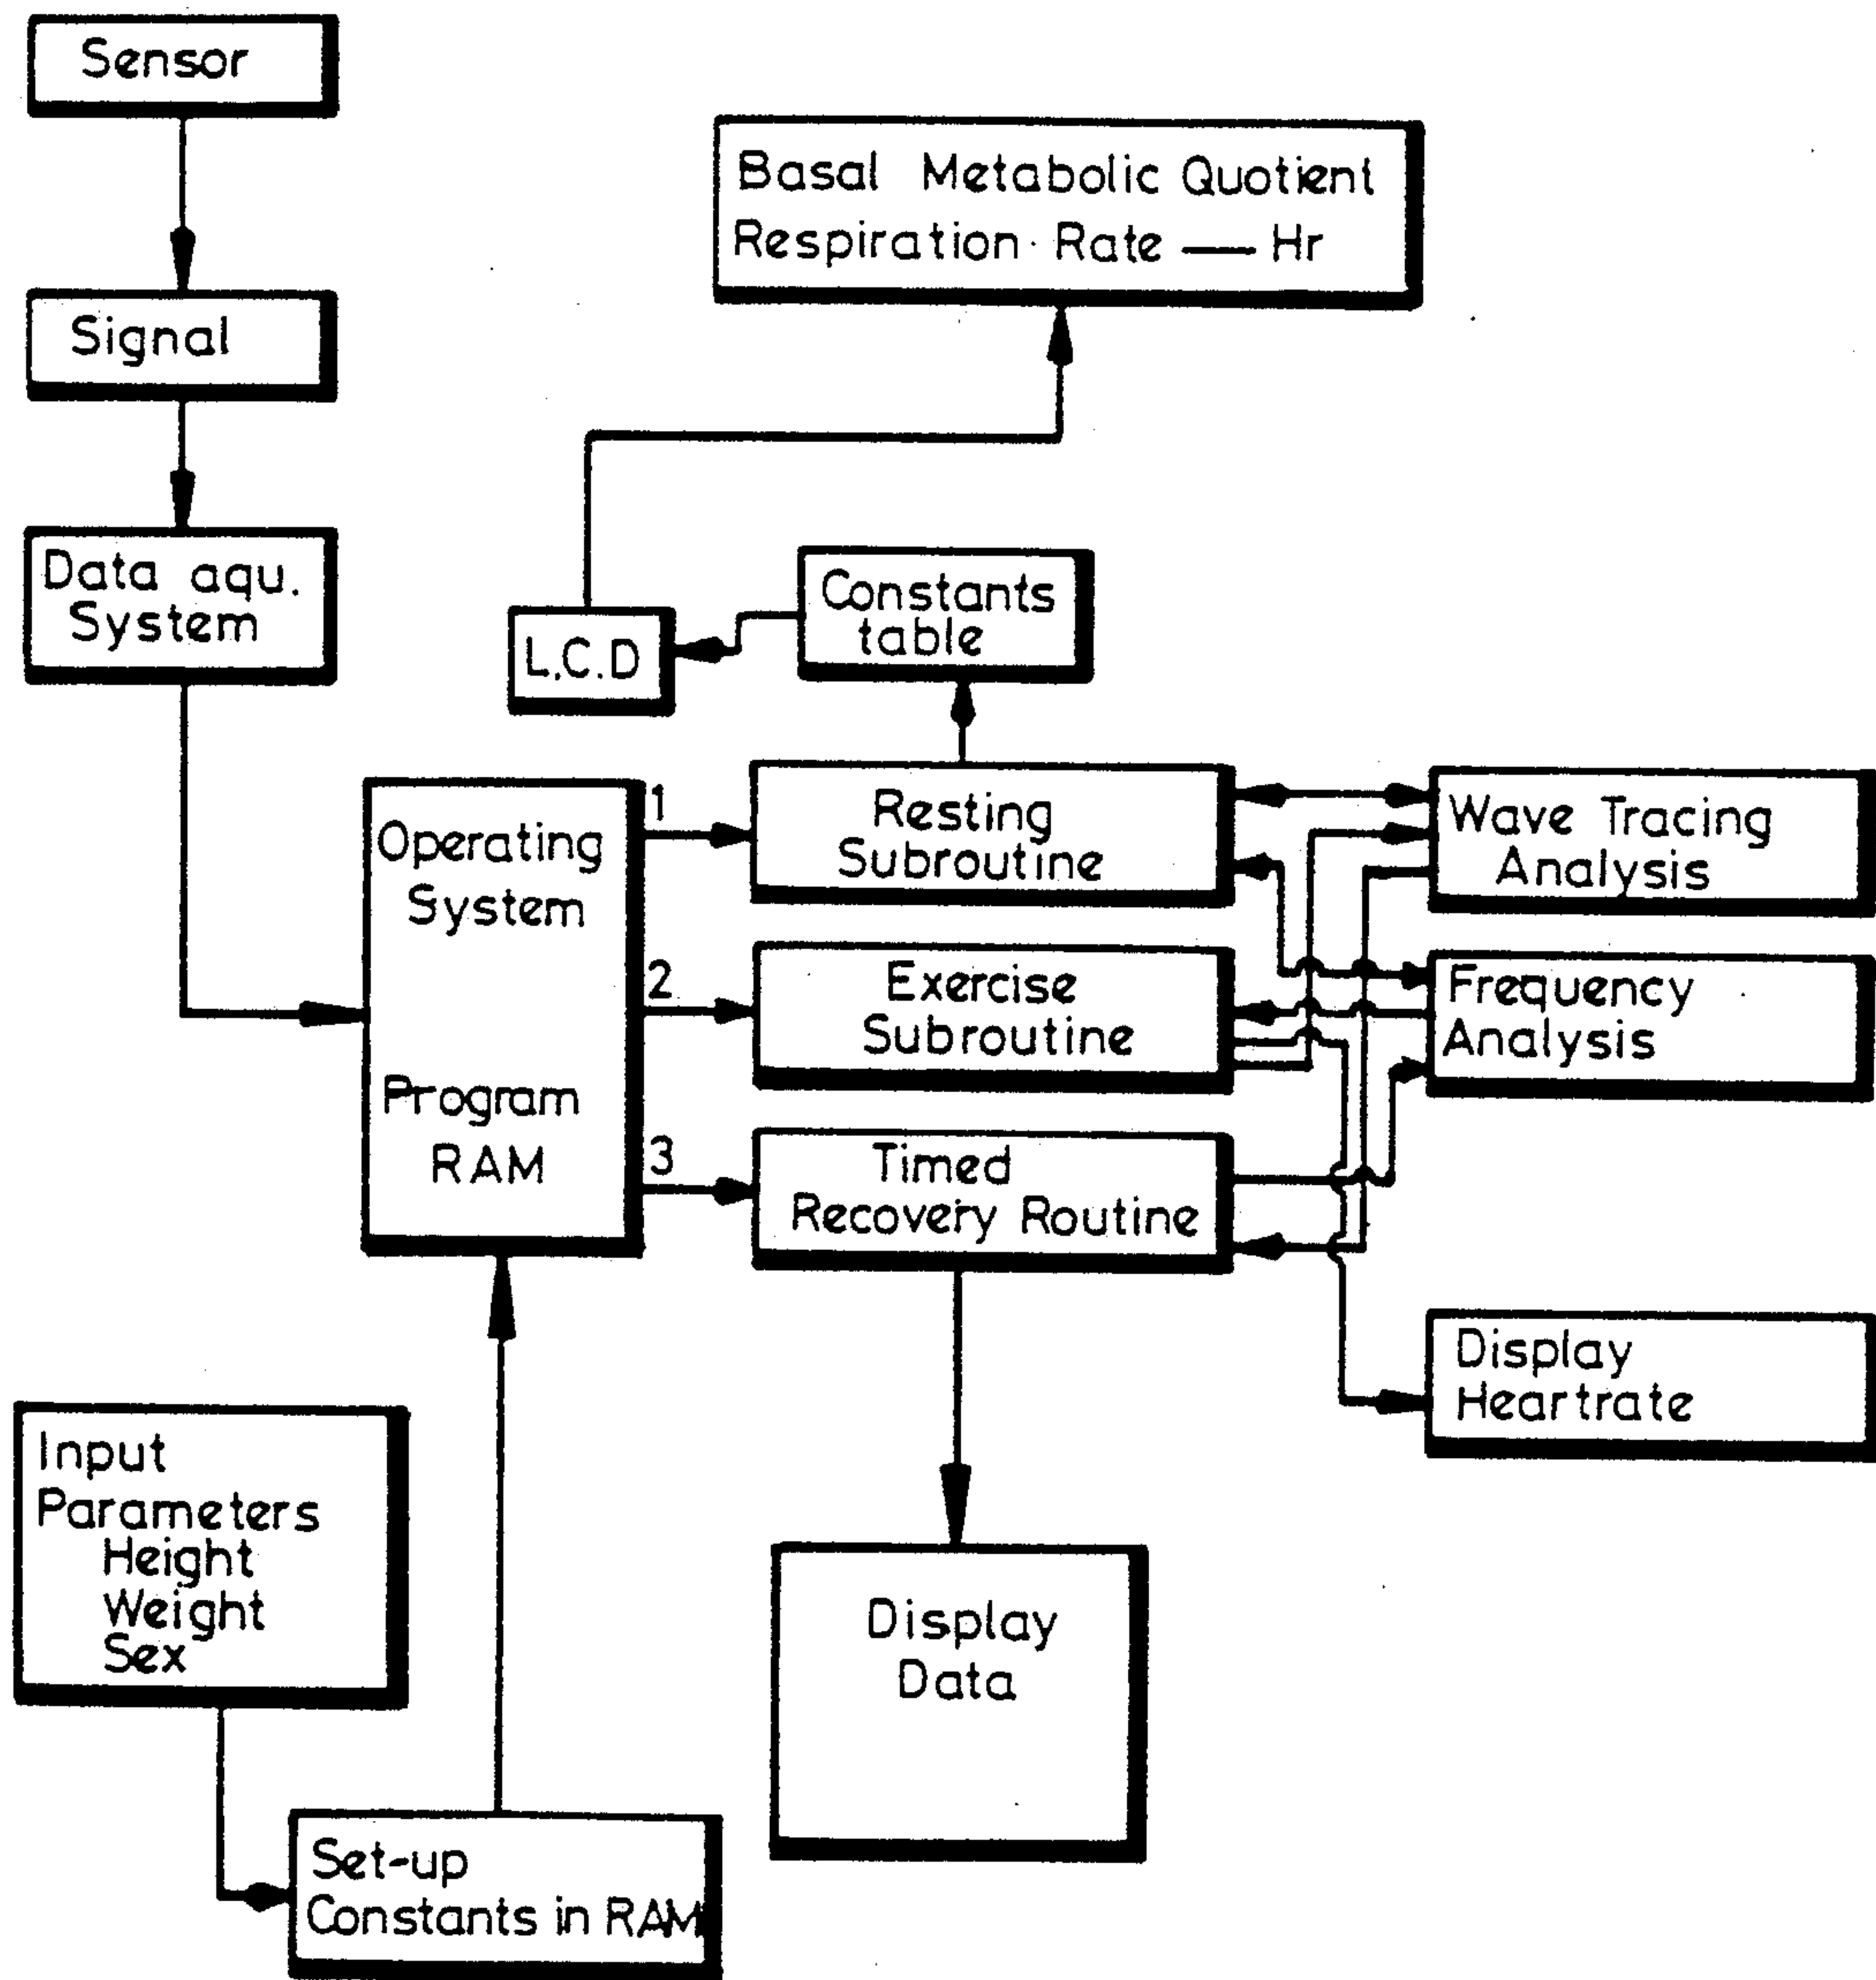 Sensor
Basal Metabolic Quotient
Respiration Rate — Hr
Signal
Data aqu.
System
Constants
table
L.C.D
1
Resting
Subroutine
Wave Tracing
Analysis
Operating
System
Program
RAM
2
Exercise
Subroutine
Frequency
Analysis
3
Timed
Recovery Routine
Display
Heartrate
Input
Parameters
Height
Weight
Sex
Display
Data
Set-up
Constants in RAM